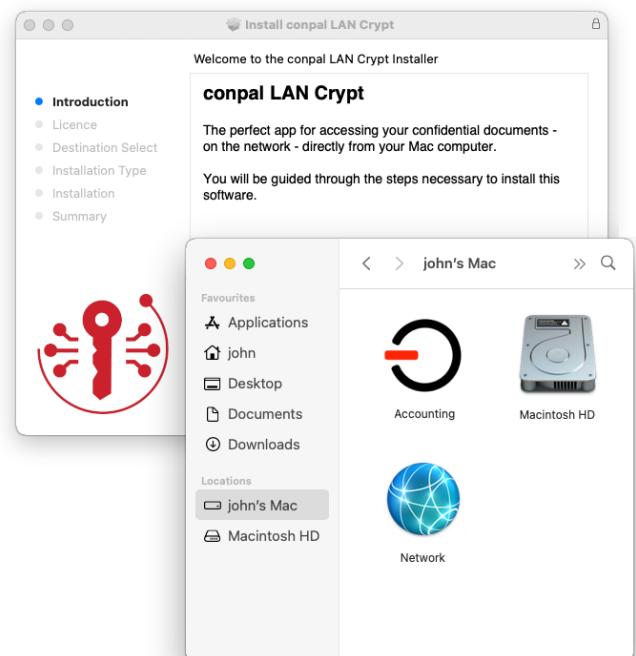 Install conpal LAN Crypt
Welcome to the conpal LAN Crypt Installer
Introduction
Licence
Destination Select
Installation Type
Installation
Summary
conpal LAN Crypt
The perfect app for accessing your confidential documents -
on the network - directly from your Mac computer.
You will be guided through the steps necessary to install this
software.
john's Mac
Favourites
Applications
john
Desktop
Documents
Downloads
Locations
john's Mac
Macintosh HD
Accounting
Macintosh HD
Network